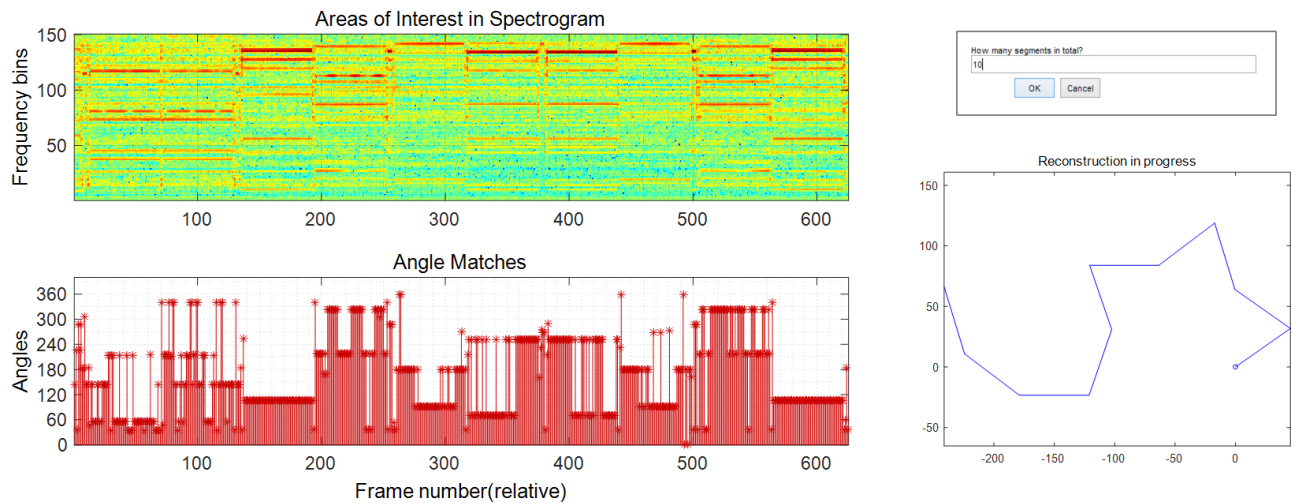 Areas of Interest in Spectrogram
Frequency bins
150
100
50
100 200 300 400 500 600
Angle Matches
Angles
360
300
240
180
120
60
0
100 200 300 400 500 600
Frame number(relative)
How many segments in total?
10
OK Cancel
Reconstruction in progress
150
100
50
0
-50
-200 -150 -100 -50 0